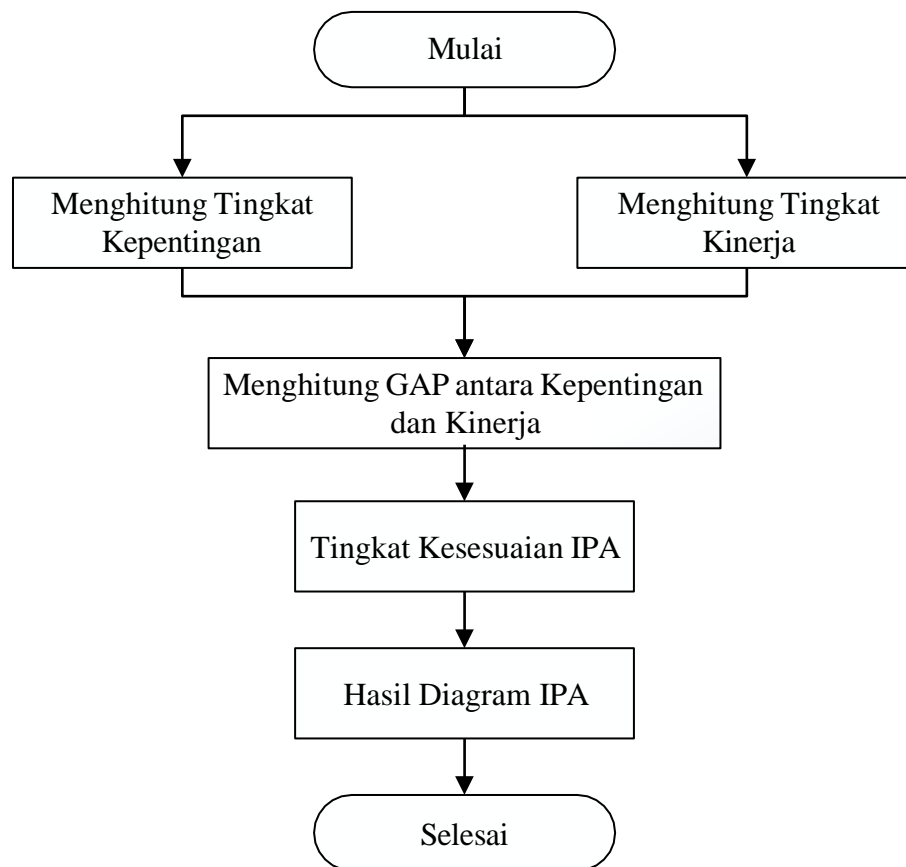 Mulai
Menghitung Tingkat
Kepentingan
Menghitung Tingkat
Kinerja
Menghitung GAP antara Kepentingan
dan Kinerja
Tingkat Kesesuaian IPA
Hasil Diagram IPA
Selesai